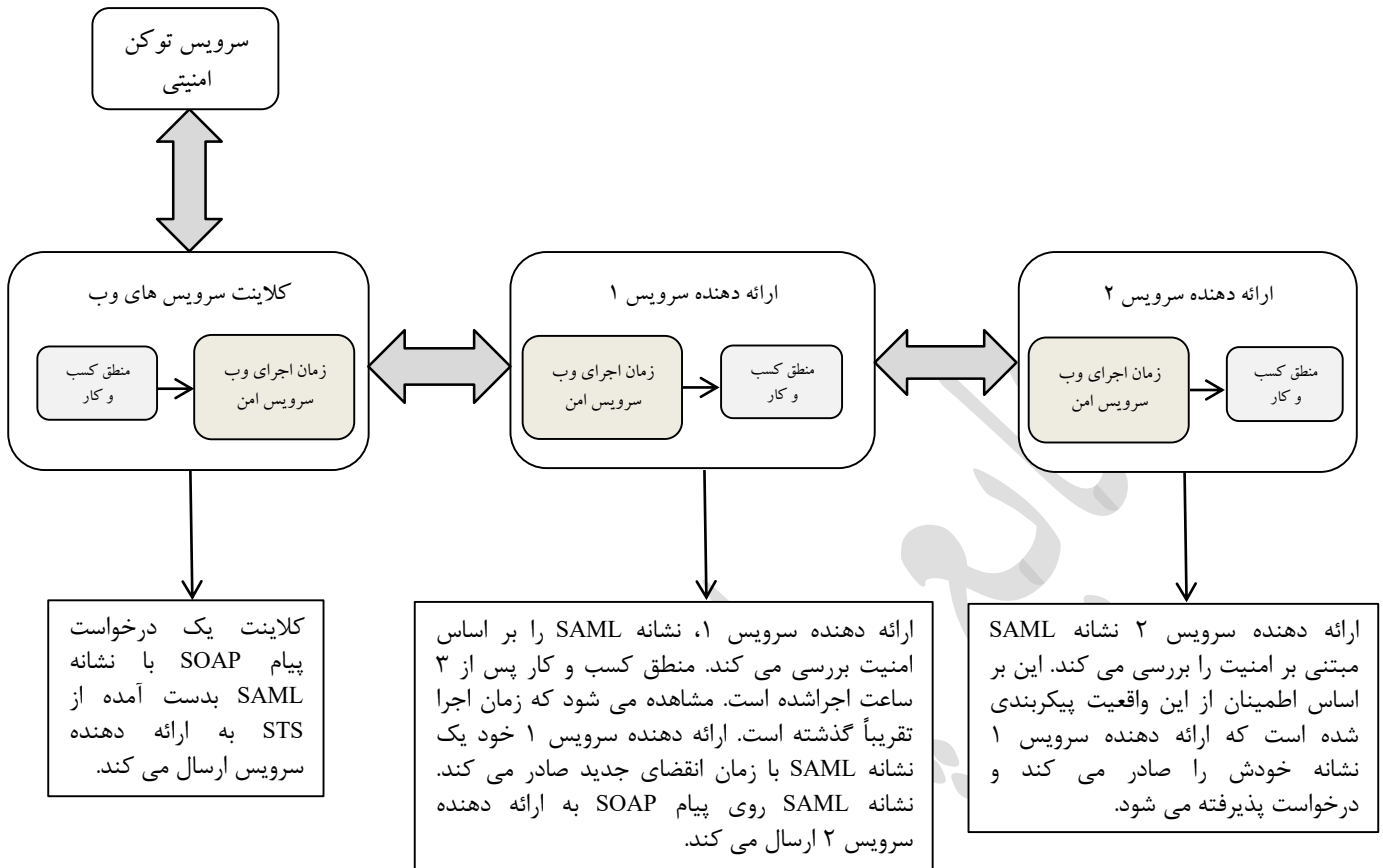 سرویس توکن
امنیتی
کلاینت سرویس های وب
منطق کسب
و کار
زمان اجرای وب
سرویس امن
ارائه دهنده سرویس ۱
زمان اجرای وب
سرویس امن
منطق کسب
و کار
ارائه دهنده سرویس ۲
زمان اجرای وب
سرویس امن
منطق کسب
و کار
کلاینت یک درخواست
پیام SOAP با نشانه
SAML بدست آمده از
STS به ارائه دهنده
سرویس ارسال می کند.
ارائه دهنده سرویس ۱، نشانه SAML را بر اساس
امنیت بررسی می کند. منطق کسب و کار پس از ۳
ساعت اجراشده است. مشاهده می شود که زمان اجرا
تقریباً گذشته است. ارائه دهنده سرویس ۱ خود یک
نشانه SAML با زمان انقضای جدید صادر می کند.
نشانه SAML روی پیام SOAP به ارائه دهنده
سرویس ۲ ارسال می کند.
ارائه دهنده سرویس ۲ نشانه SAML
مبتنی بر امنیت را بررسی می کند. این بر
اساس اطمینان از این واقعیت پیکربندی
شده است که ارائه دهنده سرویس ۱
نشانه خودش را صادر می کند و
درخواست پذیرفته می شود.